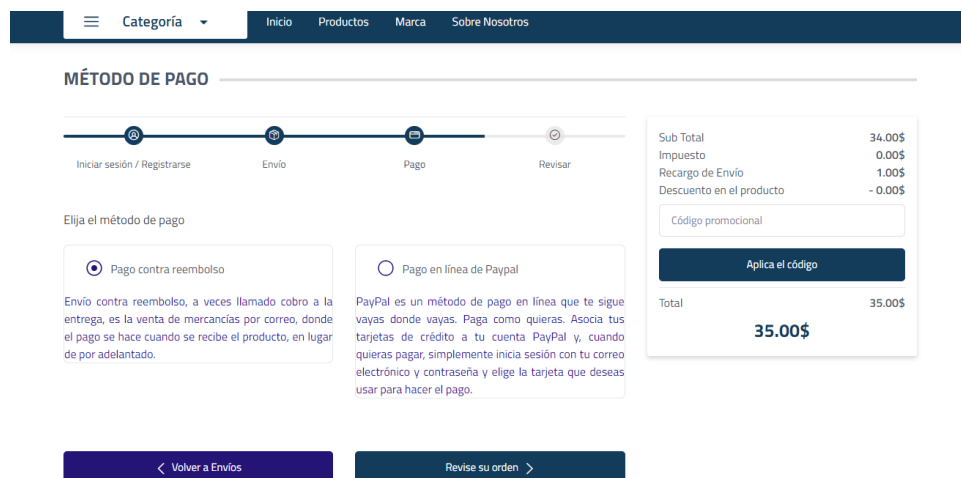 Categoría
Inicio Productos Marca Sobre Nosotros
MÉTODO DE PAGO
Iniciar sesión / Registrarse
Envío
Pago
Revisar
Elija el método de pago
Pago contra reembolso
Envío contra reembolso, a veces llamado cobro a la
entrega, es la venta de mercancías por correo, donde
el pago se hace cuando se recibe el producto, en lugar
de por adelantado.
Pago en línea de Paypal
PayPal es un método de pago en línea que te sigue
vayas donde vayas. Paga como quieras. Asocia tus
tarjetas de crédito a tu cuenta PayPal y, cuando
quieras pagar, simplemente inicia sesión con tu correo
electrónico y contraseña y elige la tarjeta que deseas
usar para hacer el pago.
Volver a Envíos
Revise su orden
Sub Total 34.00$
Impuesto 0.00$
Recargo de Envío 1.00$
Descuento en el producto - 0.00$
Código promocional
Aplica el código
Total 35.00$
35.00$